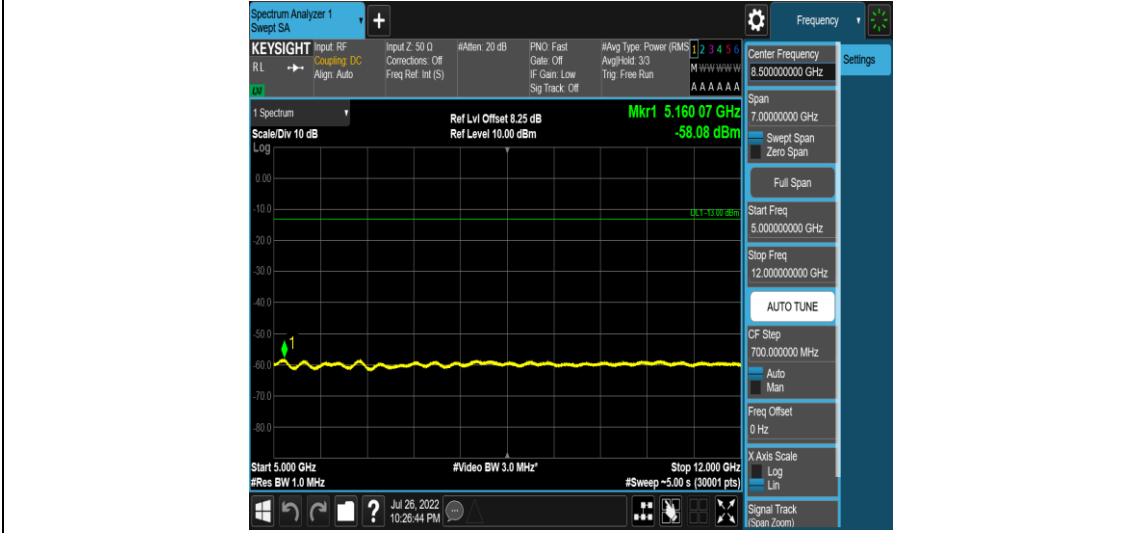 Spectrum Analyzer 1
Swept SA
+
Frequency
KEYSIGHT
RL
Input: RF
Coupling: DC
Align: Auto
Input Z: 50 Ω
Corrections: Off
Freq Ref: Int (S)
#Atten: 20 dB
PNO: Fast
Gate: Off
IF Gain: Low
Sig Track: Off
#Avg Type: Power (RMS
Avg|Hold: 3/3
Trig: Free Run
1 2 3 4 5 6
M W W W W W
A A A A A A
LXI
1 Spectrum
Scale/Div 10 dB
Log
Ref Lvl Offset 8.25 dB
Ref Level 10.00 dBm
Mkr1 5.160 07 GHz
-58.08 dBm
0.00
-10.0
-20.0
-30.0
-40.0
-50.0
-60.0
-70.0
-80.0
DL1 -13.00 dBm
1
Start 5.000 GHz
#Res BW 1.0 MHz
#Video BW 3.0 MHz*
Stop 12.000 GHz
#Sweep ~5.00 s (30001 pts)
?
Jul 26, 2022
10:26:44 PM
Center Frequency
8.50000000 GHz
Settings
Span
7.00000000 GHz
Swept Span
Zero Span
Full Span
Start Freq
5.000000000 GHz
Stop Freq
12.000000000 GHz
AUTO TUNE
CF Step
700.000000 MHz
Auto
Man
Freq Offset
0 Hz
X Axis Scale
Log
Lin
Signal Track
(Span Zoom)